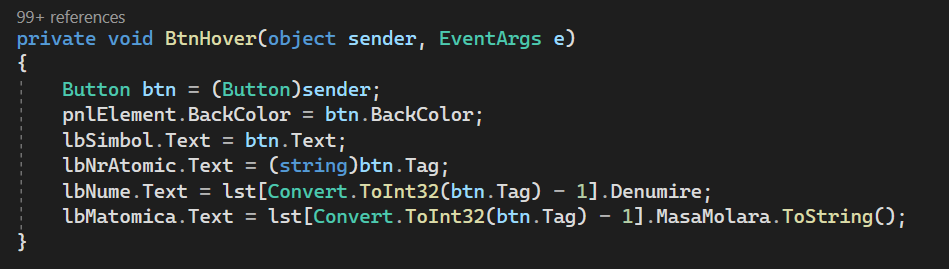 99+ references
private void BtnHover(object sender, EventArgs e)
{
Button btn = (Button)sender;
pnlElement.BackColor = btn.BackColor;
lbSimbol.Text = btn.Text;
lbNrAtomic.Text = (string)btn.Tag;
lbNume.Text = lst[Convert.ToInt32(btn.Tag) - 1].Denumire;
lbMatomica.Text = lst[Convert.ToInt32(btn.Tag) - 1].MasaMolara.ToString();
}